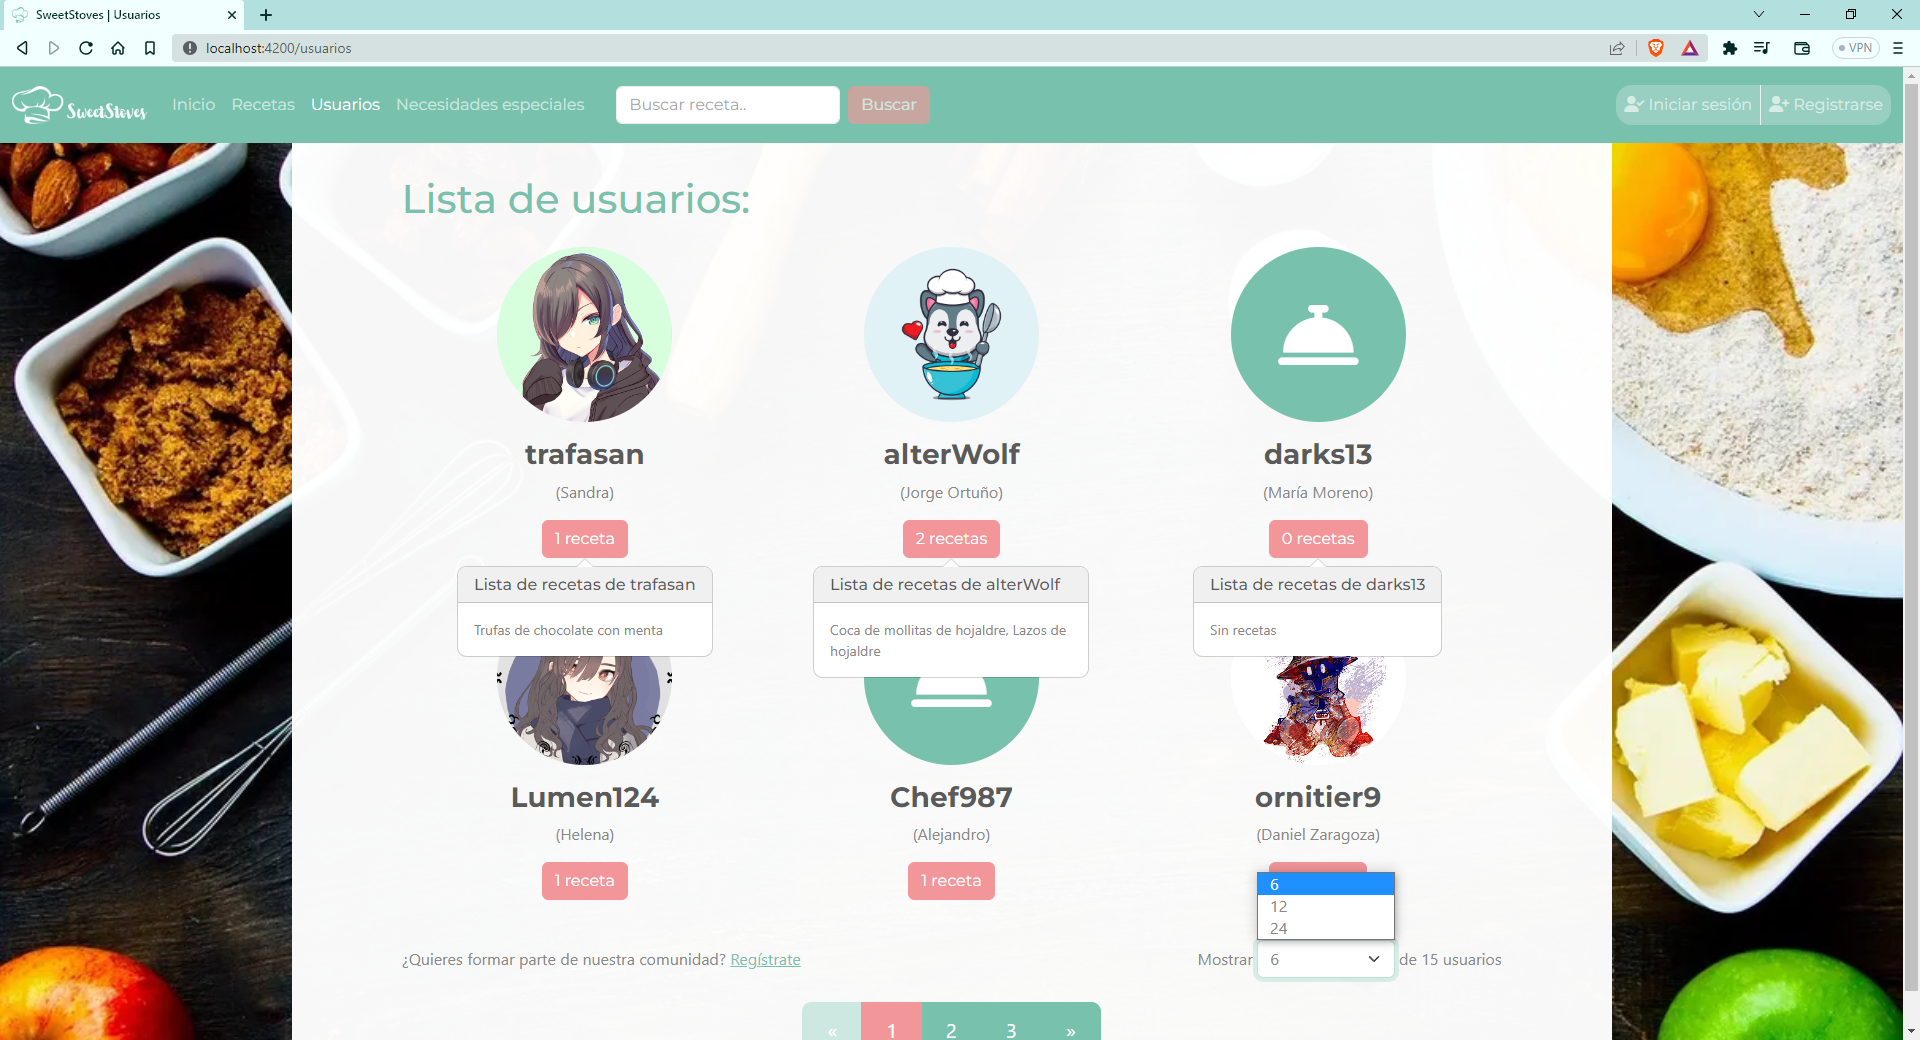 SweetStoves | Usuarios
localhost:4200/usuarios
VPN
SweetStoves
Inicio
Recetas
Usuarios
Necesidades especiales
Buscar receta..
Buscar
Iniciar sesión
Registrarse
Lista de usuarios:
trafasan
alterWolf
darks13
(Sandra)
(Jorge Ortuño)
(María Moreno)
1 receta
2 recetas
0 recetas
Lista de recetas de trafasan
Trufas de chocolate con menta
Lista de recetas de alterWolf
Coca de mollitas de hojaldre, Lazos de
hojaldre
Lista de recetas de darks13
Sin recetas
Lumen124
Chef987
ornitier9
(Helena)
(Alejandro)
(Daniel Zaragoza)
1 receta
1 receta
6
12
24
¿Quieres formar parte de nuestra comunidad? Regístrate
Mostrar 6 de 15 usuarios
« 1 2 3 »